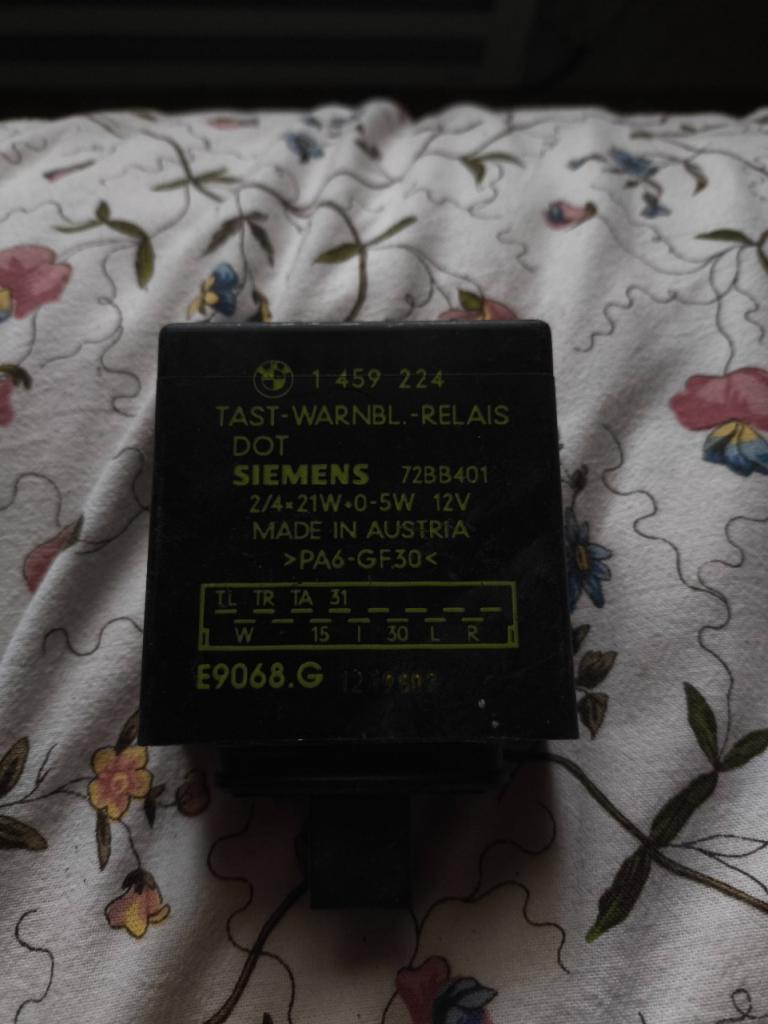 BMW 1 459 224
TAST-WARNBL.-RELAIS
DOT
SIEMENS 72BB401
2/4×21W+0-5W 12V
MADE IN AUSTRIA
>PA6-GF30<
TL TR TA 31
W 15 I 30 L R
E9068.G